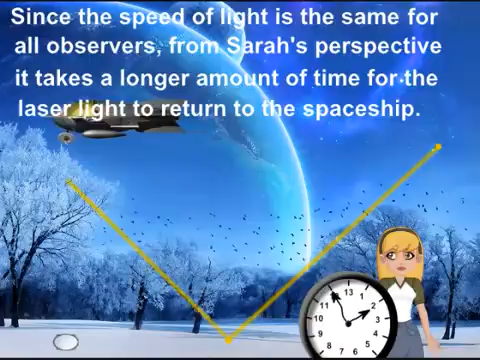 Since the speed of light is the same for
all observers, from Sarah's perspective
it takes a longer amount of time for the
laser light to return to the spaceship.